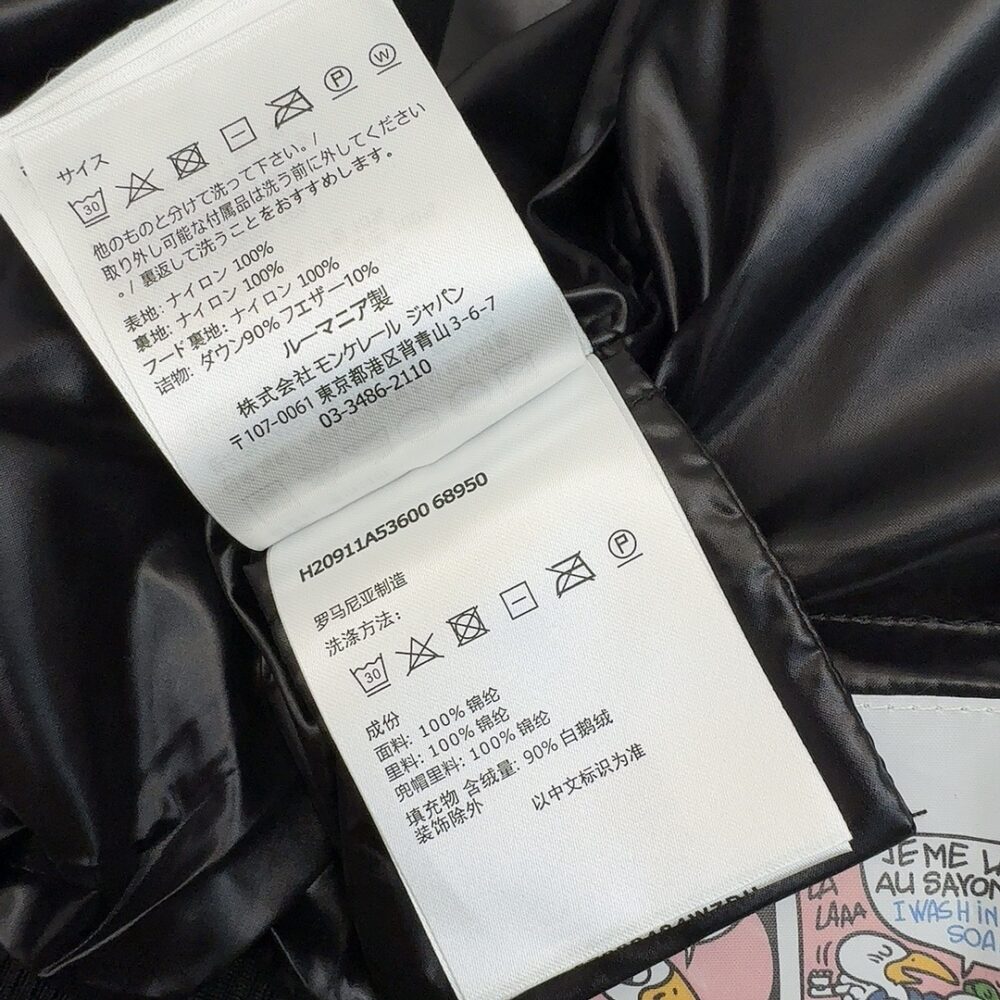 サイズ
30
P
W
他のものと分けて洗って下さい。/
取り外し可能な付属品は洗う前に外してください
。/ 裏返して洗うことをおすすめします。
表地: ナイロン 100%
裏地: ナイロン 100%
フード 裏地: ナイロン 100%
诘物: ダウン90% フエザー10%
ルーマニア製
株式会社 モンケレール ジャパン
〒107-0061 東京都港区背青山 3-6-7
03-3486-2110
H20911A53600 68950
罗马尼亚制造
洗涤方法:
30
P
成份
面料: 100% 锦纶
里料: 100% 锦纶
兜帽里料: 100% 锦纶
填充物 含绒量: 90% 白鹅绒
装饰除外
以中文标识为准
JE ME
AU SAVON
I WASH in
SOA
LA
LAAA